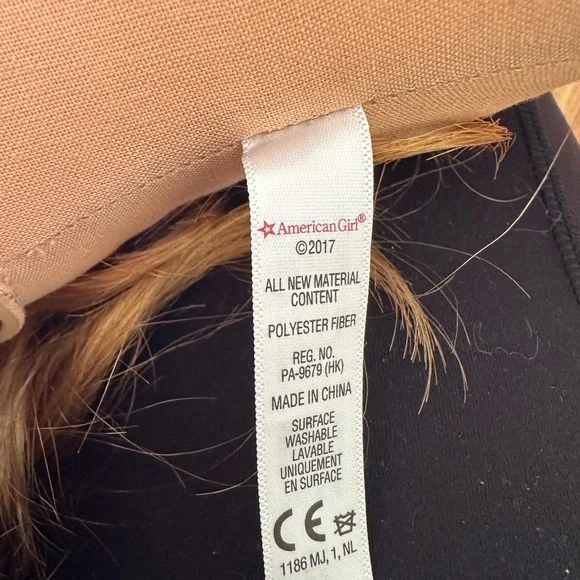 American Girl®
©2017
ALL NEW MATERIAL
CONTENT
POLYESTER FIBER
REG. NO.
PA-9679 (HK)
MADE IN CHINA
SURFACE
WASHABLE
LAVABLE
UNIQUEMENT
EN SURFACE
CE
1186 MJ, 1, NL